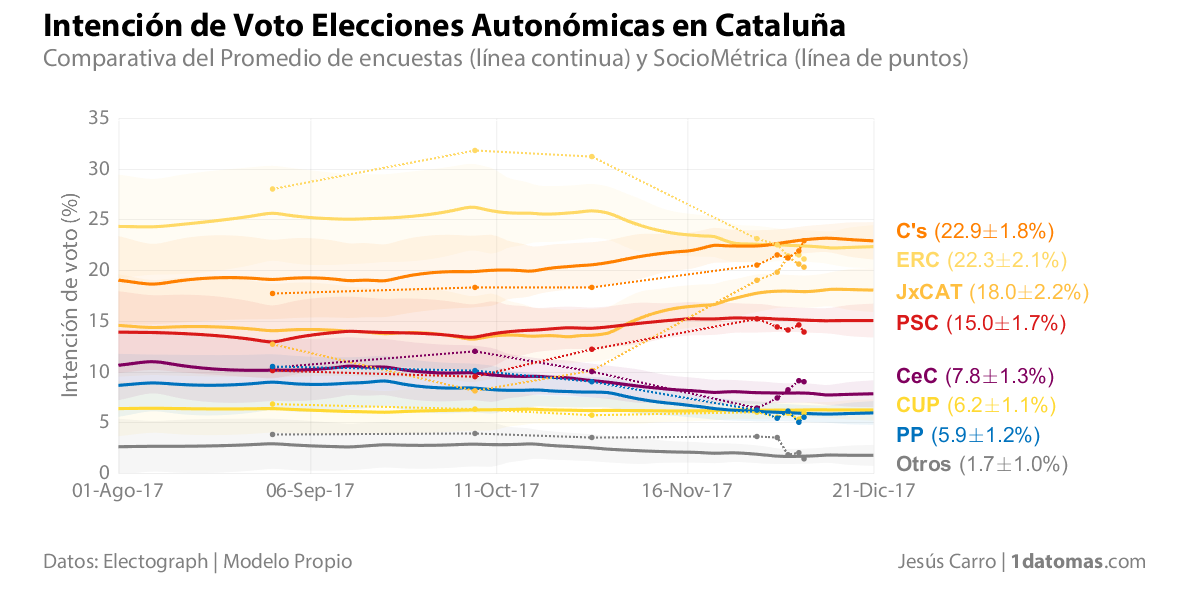 Intención de Voto Elecciones Autonómicas en Cataluña
Comparativa del Promedio de encuestas (línea continua) y SocioMétrica (línea de puntos)
Intención de voto (%)
35
30
25
20
15
10
5
0
01-Ago-17
06-Sep-17
11-Oct-17
16-Nov-17
21-Dic-17
C's (22.9±1.8%)
ERC (22.3±2.1%)
JxCAT (18.0±2.2%)
PSC (15.0±1.7%)
CeC (7.8±1.3%)
CUP (6.2±1.1%)
PP (5.9±1.2%)
Otros (1.7±1.0%)
Datos: Electograph | Modelo Propio
Jesús Carro | 1datomas.com